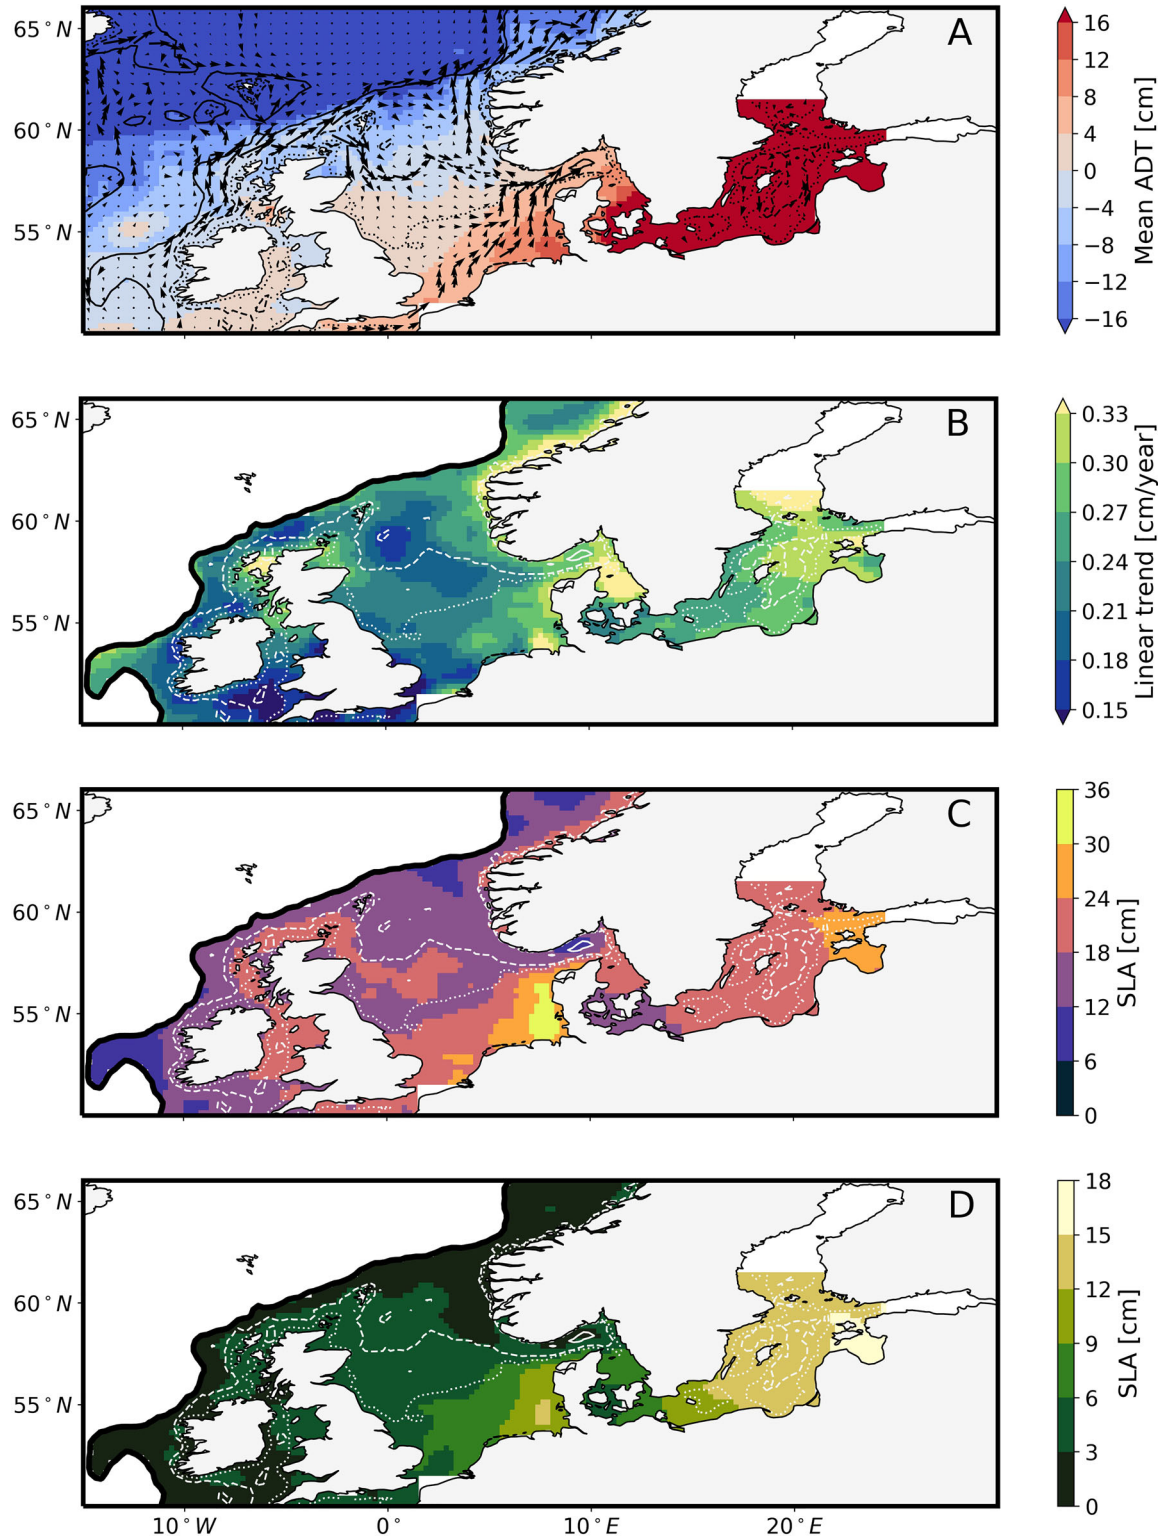 A
65°N
60°N
55°N
16
12
8
4
0
−4
−8
−12
−16
Mean ADT [cm]
B
65°N
60°N
55°N
0.33
0.30
0.27
0.24
0.21
0.18
0.15
Linear trend [cm/year]
C
65°N
60°N
55°N
36
30
24
18
12
6
0
SLA [cm]
D
65°N
60°N
55°N
18
15
12
9
6
3
0
SLA [cm]
10°W
0°
10°E
20°E